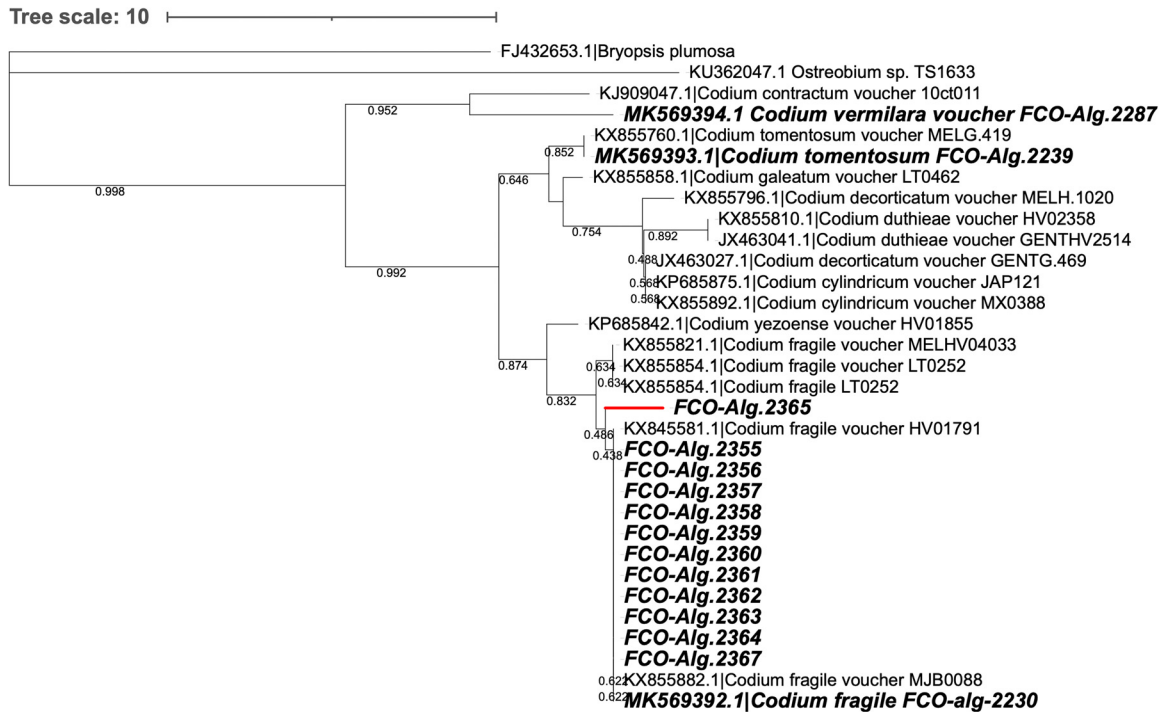 Tree scale: 10
FJ432653.1|Bryopsis plumosa
KU362047.1 Ostreobium sp. TS1633
KJ909047.1|Codium contractum voucher 10ct011
0.952
MK569394.1 Codium vermilara voucher FCO-Alg.2287
KX855760.1|Codium tomentosum voucher MELG.419
0.852
MK569393.1|Codium tomentosum FCO-Alg.2239
0.646
KX855858.1|Codium galeatum voucher LT0462
0.998
KX855796.1|Codium decorticatum voucher MELH.1020
KX855810.1|Codium duthieae voucher HV02358
0.754
0.892
JX463041.1|Codium duthieae voucher GENTHV2514
0.488
JX463027.1|Codium decorticatum voucher GENTG.469
0.992
0.568
KP685875.1|Codium cylindricum voucher JAP121
0.568
KX855892.1|Codium cylindricum voucher MX0388
KP685842.1|Codium yezoense voucher HV01855
KX855821.1|Codium fragile voucher MELHV04033
0.874
0.634
KX855854.1|Codium fragile voucher LT0252
0.634
KX855854.1|Codium fragile LT0252
0.832
FCO-Alg.2365
KX845581.1|Codium fragile voucher HV01791
0.486
FCO-Alg.2355
0.438
FCO-Alg.2356
FCO-Alg.2357
FCO-Alg.2358
FCO-Alg.2359
FCO-Alg.2360
FCO-Alg.2361
FCO-Alg.2362
FCO-Alg.2363
FCO-Alg.2364
FCO-Alg.2367
0.622
KX855882.1|Codium fragile voucher MJB0088
0.622
MK569392.1|Codium fragile FCO-alg-2230